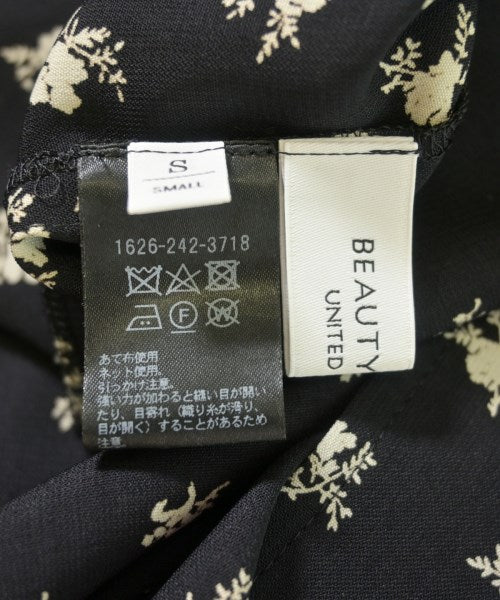 S
SMALL
1626-242-3718
あて布使用
ネット使用.
引っかけ注意.
強い力が加わると縫い目が開い
たり、目寄れ（織り糸が滑り、
目が開く）することがあるため
注意.
BEAUTY
UNITED